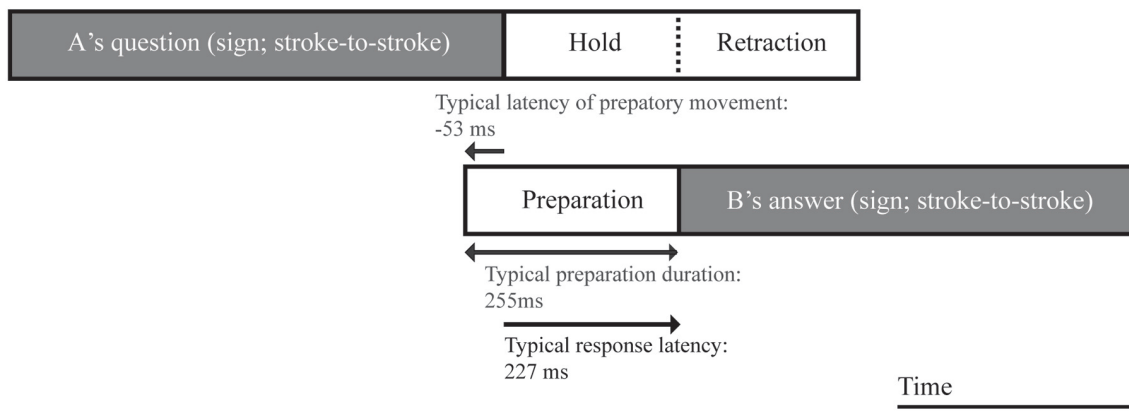 A's question (sign; stroke-to-stroke)
Hold
Retraction
Typical latency of prepatory movement:
-53 ms
Preparation
B's answer (sign; stroke-to-stroke)
Typical preparation duration:
255ms
Typical response latency:
227 ms
Time